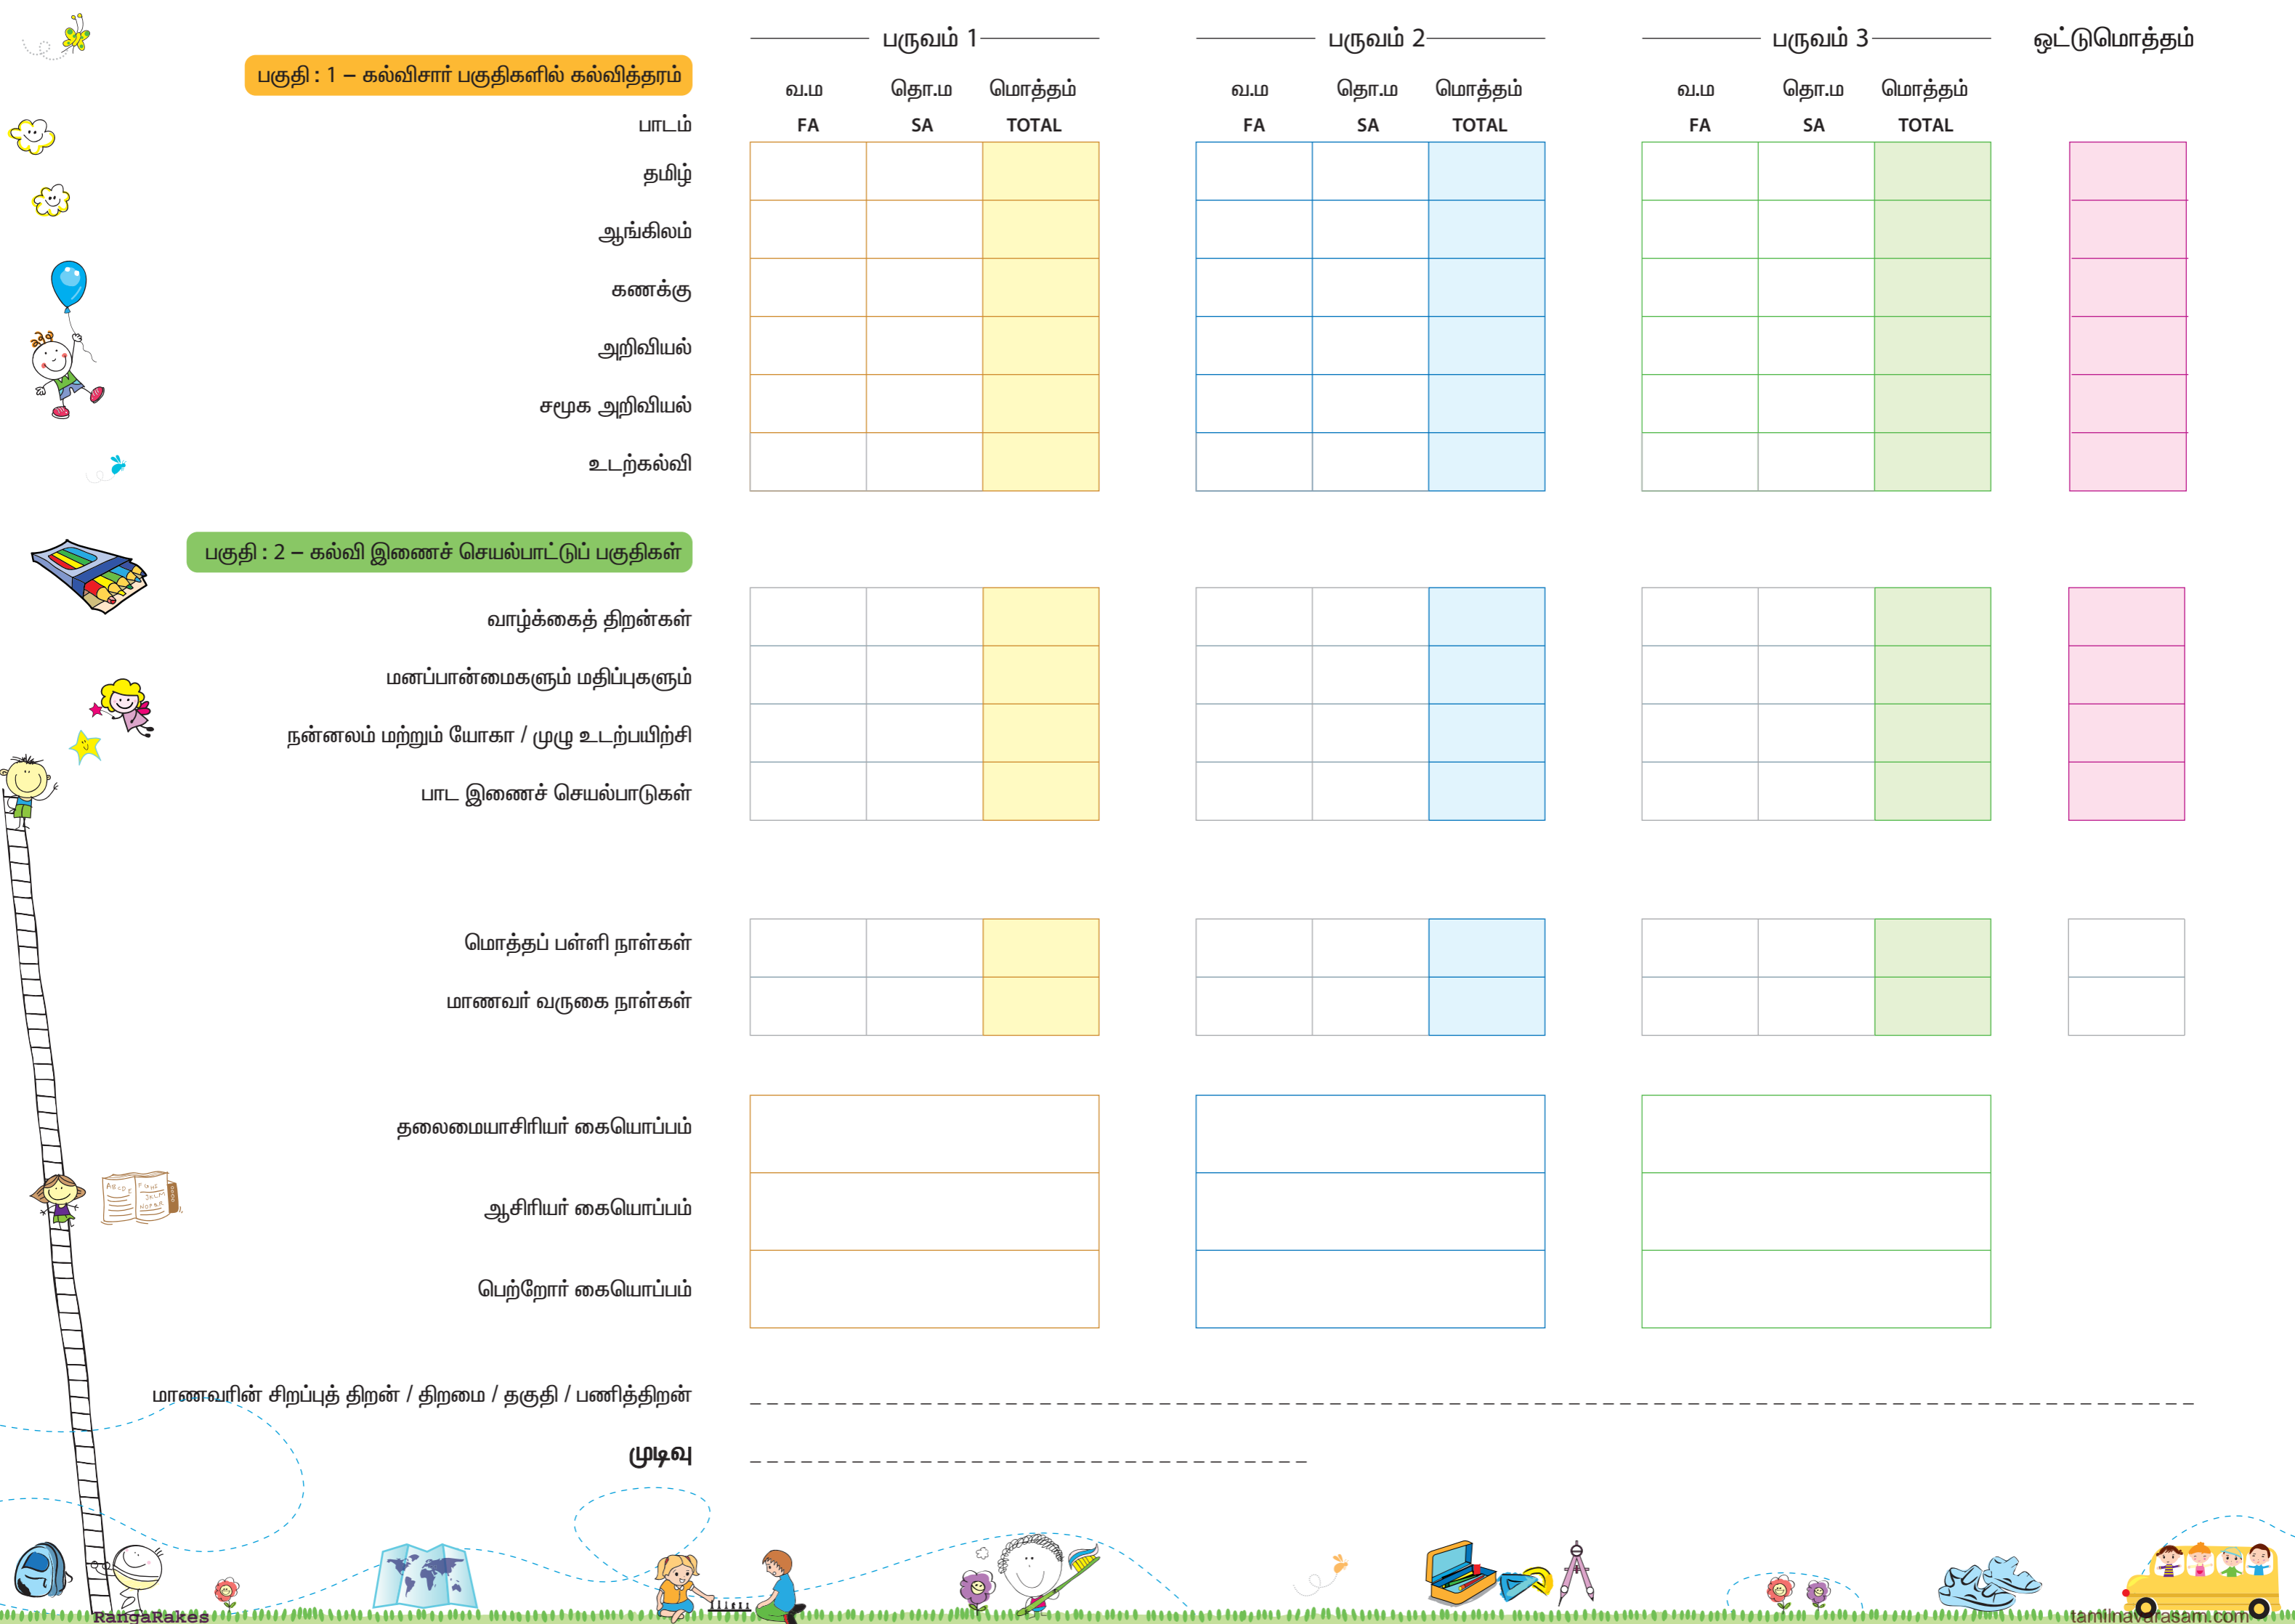 பருவம் 1 பருவம் 2 பருவம் 3 ஒட்டுமொத்தம்
பகுதி : 1 – கல்விசார் பகுதிகளில் கல்வித்தரம்
வ.ம தொ.ம மொத்தம் வ.ம தொ.ம மொத்தம் வ.ம தொ.ம மொத்தம்
பாடம் FA SA TOTAL FA SA TOTAL FA SA TOTAL
தமிழ்
ஆங்கிலம்
கணக்கு
அறிவியல்
சமூக அறிவியல்
உடற்கல்வி
பகுதி : 2 – கல்வி இணைச் செயல்பாட்டுப் பகுதிகள்
வாழ்க்கைத் திறன்கள்
மனப்பான்மைகளும் மதிப்புகளும்
நன்னலம் மற்றும் யோகா / முழு உடற்பயிற்சி
பாட இணைச் செயல்பாடுகள்
மொத்தப் பள்ளி நாள்கள்
மாணவர் வருகை நாள்கள்
தலைமையாசிரியர் கையொப்பம்
ஆசிரியர் கையொப்பம்
பெற்றோர் கையொப்பம்
மாணவரின் சிறப்புத் திறன் / திறமை / தகுதி / பணித்திறன்
முடிவு
RangaRakes
tamilnavarasam.com